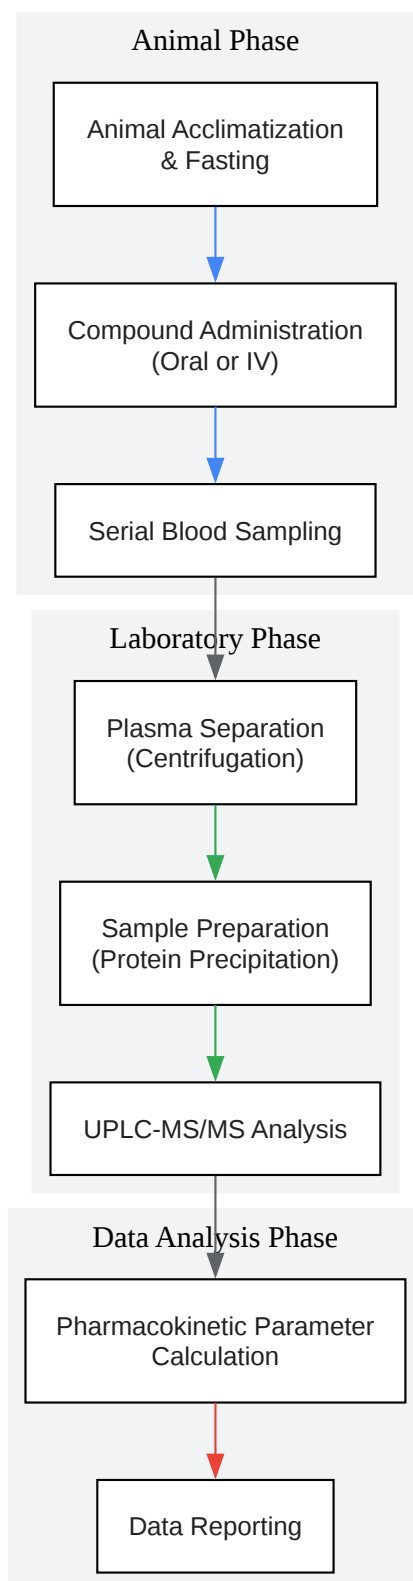 Animal Phase
Animal Acclimatization
& Fasting
Compound Administration
(Oral or IV)
Serial Blood Sampling
Laboratory Phase
Plasma Separation
(Centrifugation)
Sample Preparation
(Protein Precipitation)
UPLC-MS/MS Analysis
Data Analysis Phase
Pharmacokinetic Parameter
Calculation
Data Reporting